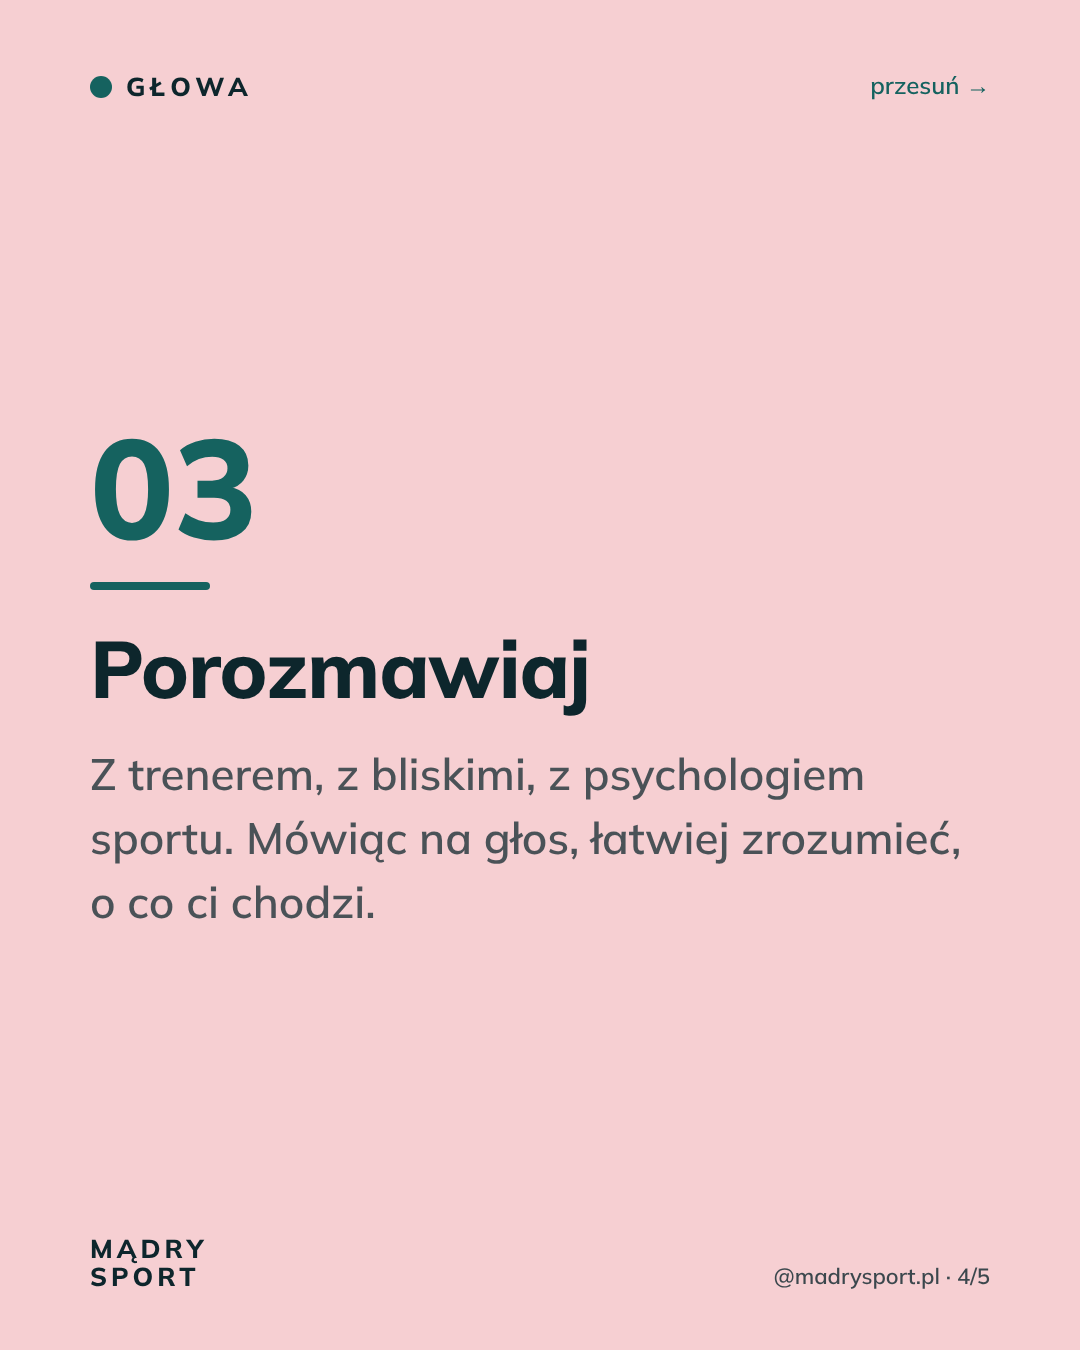 GŁOWA
przesuń →
03
Porozmawiaj
Z trenerem, z bliskimi, z psychologiem
sportu. Mówiąc na głos, łatwiej zrozumieć,
o co ci chodzi.
MĄDRY
SPORT
@madrysport.pl · 4/5